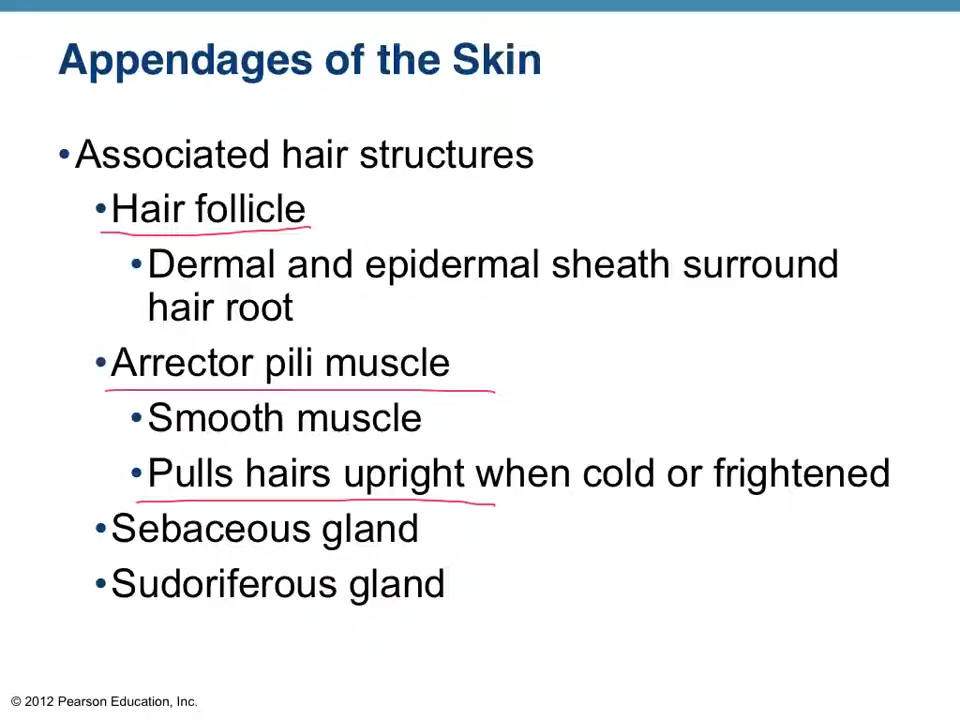 Appendages of the Skin
•Associated hair structures
•Hair follicle
•Dermal and epidermal sheath surround
hair root
•Arrector pili muscle
•Smooth muscle
•Pulls hairs upright when cold or frightened
•Sebaceous gland
•Sudoriferous gland
© 2012 Pearson Education, Inc.